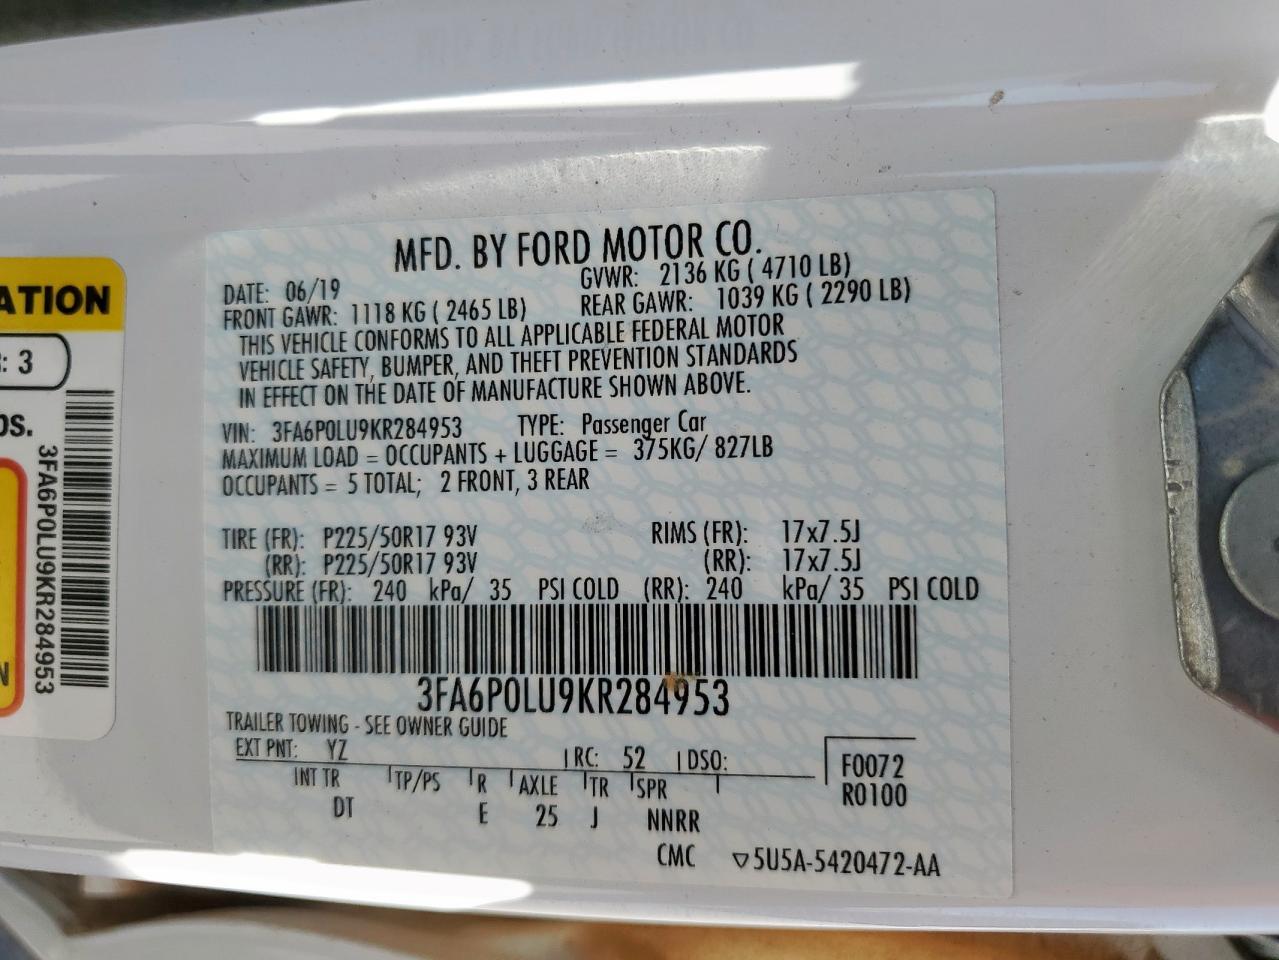 MFD. BY FORD MOTOR CO.
DATE: 06/19 GVWR: 2136 KG ( 4710 LB)
FRONT GAWR: 1118 KG ( 2465 LB) REAR GAWR: 1039 KG ( 2290 LB)
THIS VEHICLE CONFORMS TO ALL APPLICABLE FEDERAL MOTOR
VEHICLE SAFETY, BUMPER, AND THEFT PREVENTION STANDARDS
IN EFFECT ON THE DATE OF MANUFACTURE SHOWN ABOVE.
VIN: 3FA6P0LU9KR284953 TYPE: Passenger Car
MAXIMUM LOAD = OCCUPANTS + LUGGAGE = 375KG/ 827LB
OCCUPANTS = 5 TOTAL; 2 FRONT, 3 REAR
TIRE (FR): P225/50R17 93V RIMS (FR): 17x7.5J
(RR): P225/50R17 93V (RR): 17x7.5J
PRESSURE (FR): 240 kPa/ 35 PSI COLD (RR): 240 kPa/ 35 PSI COLD
3FA6P0LU9KR284953
TRAILER TOWING - SEE OWNER GUIDE
EXT PNT: YZ RC: 52 DSO:
INT TR TP/PS R AXLE TR SPR
DT E 25 J NNRR
F0072
R0100
CMC ▽5U5A-5420472-AA
: 3
3FA6P0LU9KR284953